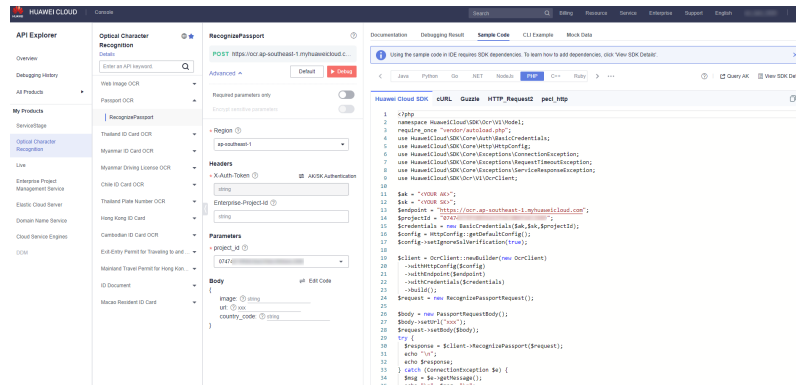 HUAWEI CLOUD
Console
Search
Billing
Resource
Service
Enterprise
Support
English
API Explorer
Overview
Debugging History
All Products
My Products
ServiceStage
Optical Character
Recognition
Live
Enterprise Project
Management Service
Elastic Cloud Server
Domain Name Service
Cloud Service Engines
DDM
Optical Character
Recognition
Details
Enter an API keyword.
Web Image OCR
Passport OCR
RecognizePassport
Thailand ID Card OCR
Myanmar ID Card OCR
Myanmar Driving License OCR
Chile ID Card OCR
Thailand Plate Number OCR
Hong Kong ID Card
Cambodian ID Card OCR
Exit-Entry Permit for Traveling to and ...
Mainland Travel Permit for Hong Kon...
ID Document
Macao Resident ID Card
RecognizePassport
POST https://ocr.ap-southeast-1.myhuaweicloud.c...
Advanced
Default
Debug
Required parameters only
Encrypt sensitive parameters
* Region
ap-southeast-1
Headers
* X-Auth-Token
AK/SK Authentication
string
Enterprise-Project-Id
string
Parameters
* project_id
0747
Body
Edit Code
{
image: string
url: xxx
country_code: string
}
Documentation
Debugging Result
Sample Code
CLI Example
Mock Data
Using the sample code in IDE requires SDK dependencies. To learn how to add dependencies, click 'View SDK Details'.
Java
Python
Go
.NET
NodeJs
PHP
C++
Ruby
Query AK
View SDK Det
Huawei Cloud SDK
cURL
Guzzle
HTTP_Request2
pecl_http
1 <?php
2 namespace HuaweiCloud\SDK\Ocr\V1\Model;
3 require_once "vendor/autoload.php";
4 use HuaweiCloud\SDK\Core\Auth\BasicCredentials;
5 use HuaweiCloud\SDK\Core\Http\HttpConfig;
6 use HuaweiCloud\SDK\Core\Exceptions\ConnectionException;
7 use HuaweiCloud\SDK\Core\Exceptions\RequestTimeoutException;
8 use HuaweiCloud\SDK\Core\Exceptions\ServiceResponseException;
9 use HuaweiCloud\SDK\Ocr\V1\OcrClient;
10
11 $ak = "<YOUR AK>";
12 $sk = "<YOUR SK>";
13 $endpoint = "https://ocr.ap-southeast-1.myhuaweicloud.com";
14 $projectId = "0747
15 $credentials = new BasicCredentials($ak,$sk,$projectId);
16 $config = HttpConfig::getDefaultConfig();
17 $config->setIgnoreSslVerification(true);
18
19 $client = OcrClient::newBuilder(new OcrClient)
20 ->withHttpConfig($config)
21 ->withEndpoint($endpoint)
22 ->withCredentials($credentials)
23 ->build();
24 $request = new RecognizePassportRequest();
25
26 $body = new PassportRequestBody();
27 $body->setUrl("xxx");
28 $request->setBody($body);
29 try {
30 $response = $client->RecognizePassport($request);
31 echo "\n";
32 echo $response;
33 } catch (ConnectionException $e) {
34 $msg = $e->getMessage();